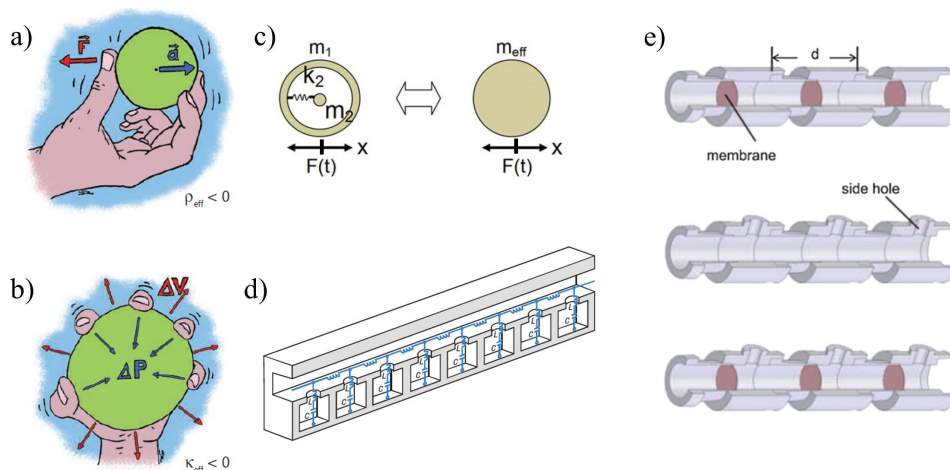 a)
F
a
ρeff < 0
b)
ΔV
ΔP
κeff < 0
c)
m1
k2
m2
F(t)
x
meff
F(t)
x
d)
L
C
L
C
L
C
L
C
L
C
L
C
L
C
L
C
e)
d
membrane
side hole